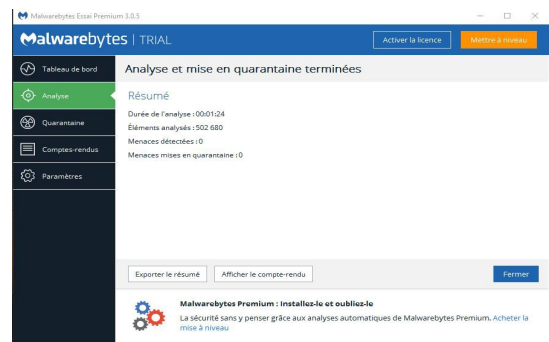 Malwarebytes Essai Premium 3.0.5
Malwarebytes | TRIAL
Activer la licence
Mettre à niveau
Tableau de bord
Analyse et mise en quarantaine terminées
Analyse
Résumé
Durée de l'analyse : 00:01:24
Éléments analysés : 502 680
Menaces détectées : 0
Menaces mises en quarantaine : 0
Quarantaine
Comptes-rendus
Paramètres
Exporter le résumé
Afficher le compte-rendu
Fermer
Malwarebytes Premium : Installez-le et oubliez-le
La sécurité sans y penser grâce aux analyses automatiques de Malwarebytes Premium. Acheter la
mise à niveau